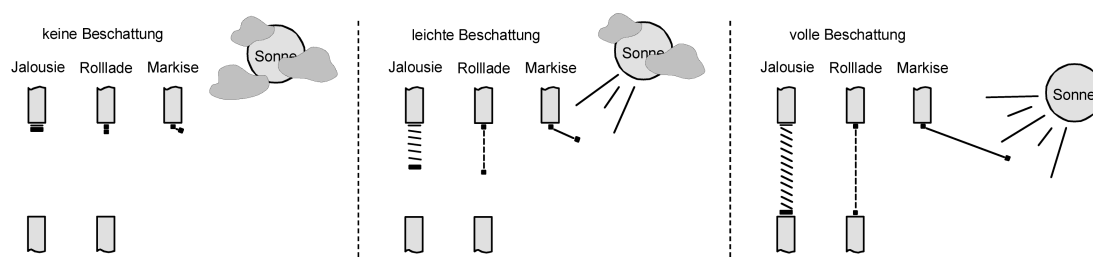 keine Beschattung
Jalousie Rolllade Markise
Sonne
leichte Beschattung
Jalousie Rolllade Markise
Sonne
volle Beschattung
Jalousie Rolllade Markise
Sonne